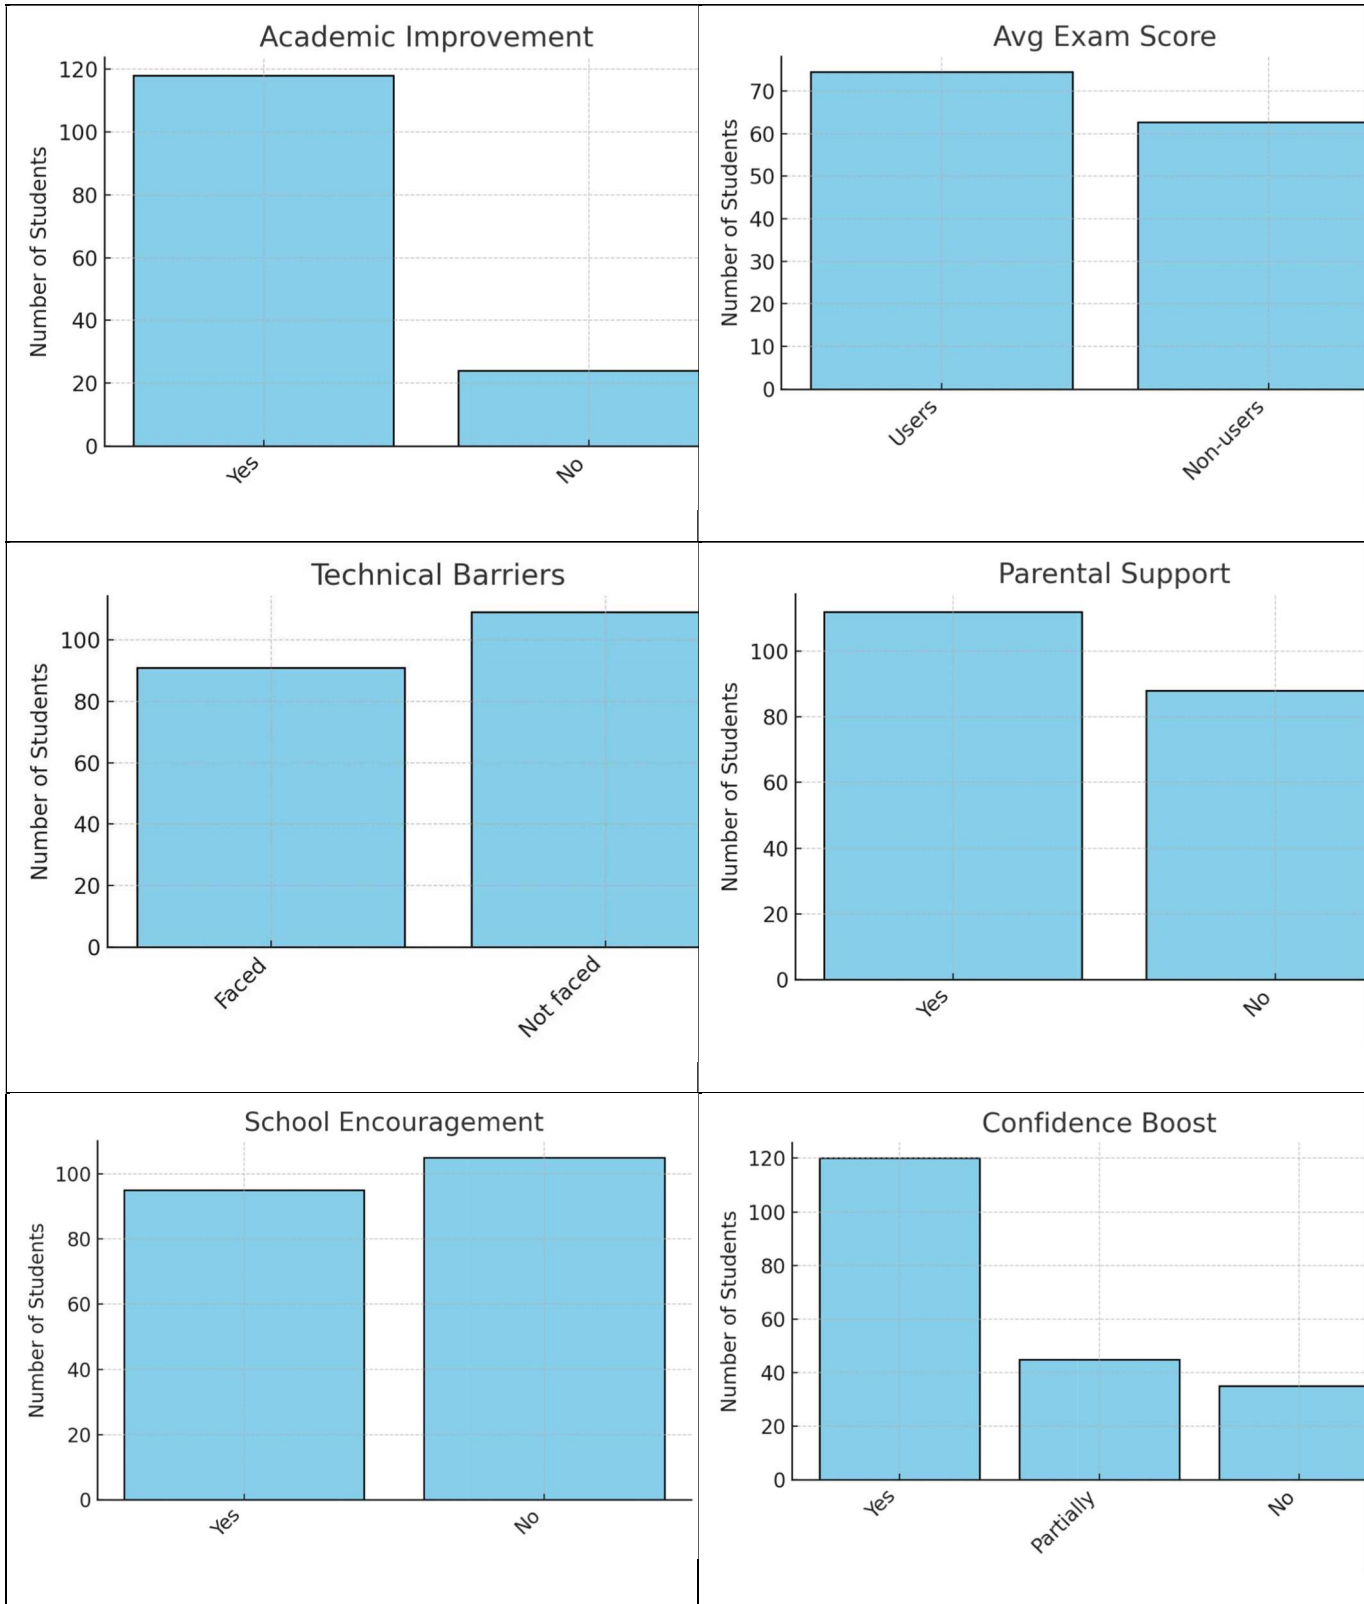 Academic Improvement
Number of Students
120
100
80
60
40
20
0
Yes
No
Avg Exam Score
Number of Students
70
60
50
40
30
20
10
0
Users
Non-users
Technical Barriers
Number of Students
100
80
60
40
20
0
Faced
Not faced
Parental Support
Number of Students
100
80
60
40
20
0
Yes
No
School Encouragement
Number of Students
100
80
60
40
20
0
Yes
No
Confidence Boost
Number of Students
120
100
80
60
40
20
0
Yes
Partially
No